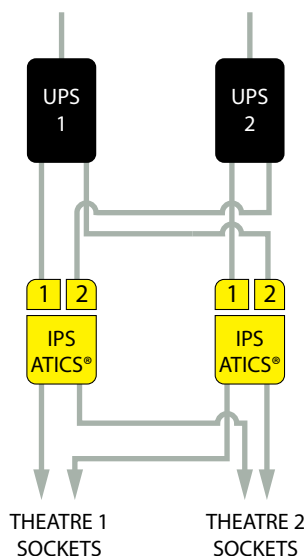 UPS
1
UPS
2
1 2
1 2
IPS
ATICS®
IPS
ATICS®
THEATRE 1
SOCKETS
THEATRE 2
SOCKETS